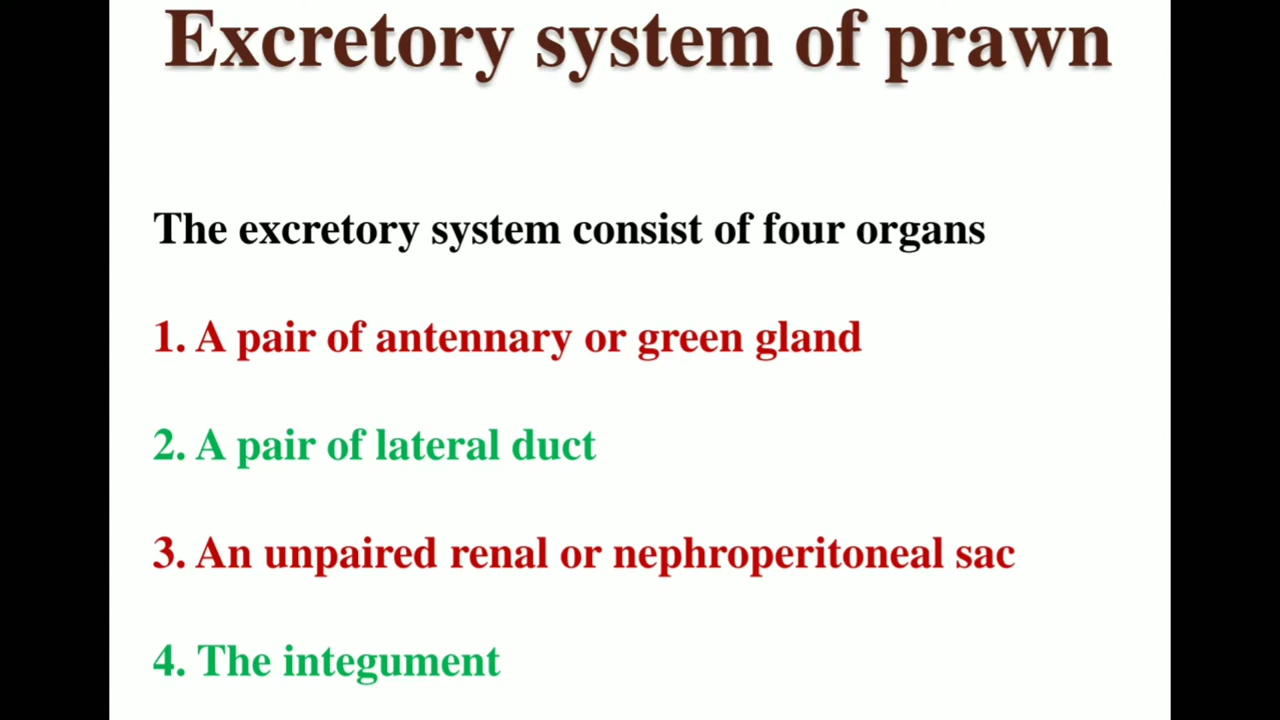 Excretory system of prawn
The excretory system consist of four organs
1. A pair of antennary or green gland
2. A pair of lateral duct
3. An unpaired renal or nephroperitoneal sac
4. The integument